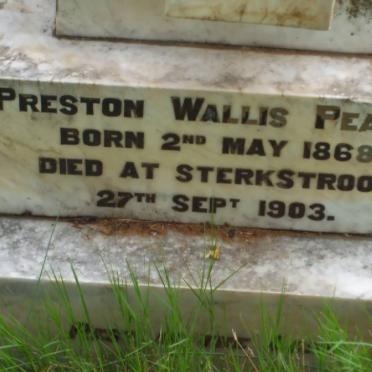 PRESTON WALLIS PEA
BORN 2ND MAY 1868
DIED AT STERKSTROO
27TH SEPT 1903.